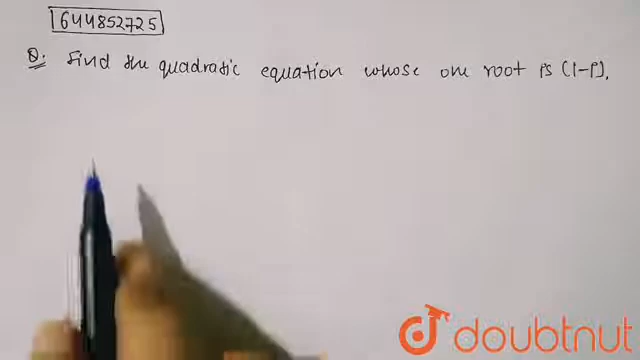 644852725
Q. Find the quadratic equation whose one root is (1-i).
doubtnut